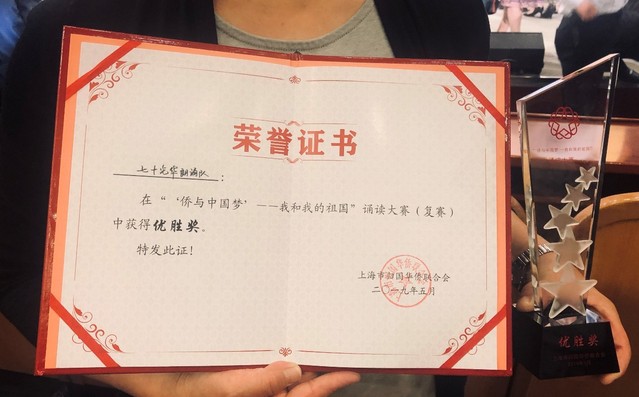 荣誉证书
七十光华朗诵队：
在“‘侨与中国梦’——我和我的祖国”诵读大赛（复赛）
中获得优胜奖。
特发此证！
上海市归国华侨联合会
二〇一九年五月
优胜奖